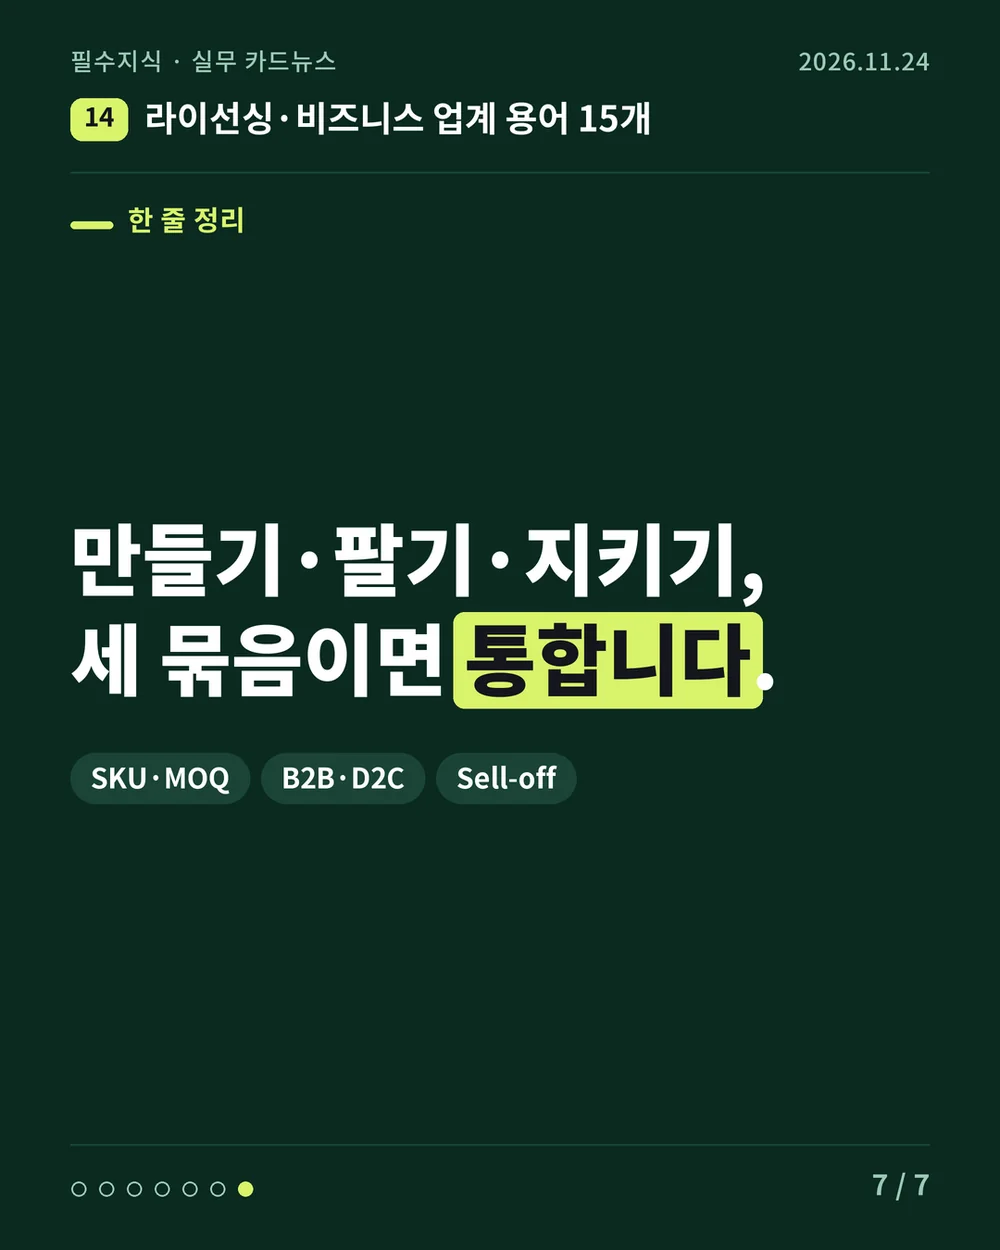 필수지식 · 실무 카드뉴스
2026.11.24
14 라이선싱·비즈니스 업계 용어 15개
한 줄 정리
만들기·팔기·지키기,
세 묶음이면 통합니다.
SKU·MOQ B2B·D2C Sell-off
7 / 7